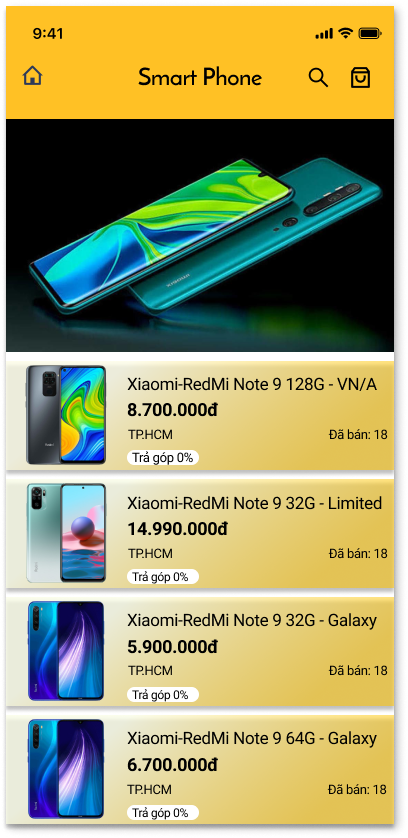 9:41
Smart Phone
Xiaomi-RedMi Note 9 128G - VN/A
8.700.000đ
TP.HCM Đã bán: 18
Trả góp 0%
Xiaomi-RedMi Note 9 32G - Limited
14.990.000đ
TP.HCM Đã bán: 18
Trả góp 0%
Xiaomi-RedMi Note 9 32G - Galaxy
5.900.000đ
TP.HCM Đã bán: 18
Trả góp 0%
Xiaomi-RedMi Note 9 64G - Galaxy
6.700.000đ
TP.HCM Đã bán: 18
Trả góp 0%